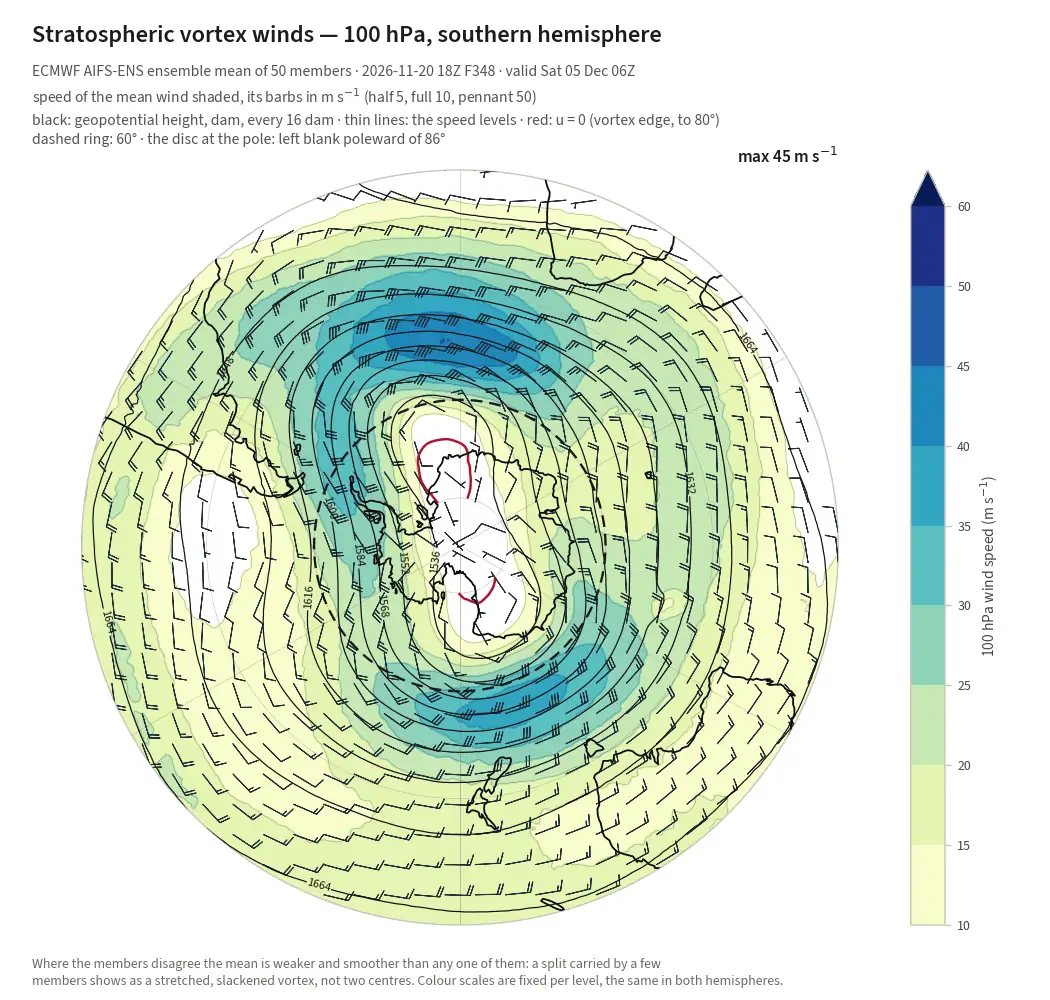 Stratospheric vortex winds — 100 hPa, southern hemisphere
ECMWF AIFS-ENS ensemble mean of 50 members · 2026-11-20 18Z F348 · valid Sat 05 Dec 06Z
speed of the mean wind shaded, its barbs in m s⁻¹ (half 5, full 10, pennant 50)
black: geopotential height, dam, every 16 dam · thin lines: the speed levels · red: u = 0 (vortex edge, to 80°)
dashed ring: 60° · the disc at the pole: left blank poleward of 86°
max 45 m s⁻¹
60
50
45
40
35
30
25
20
15
10
100 hPa wind speed (m s⁻¹)
1664
1632
1600
1584
1552
1536
1568
1616
1664
1664
Where the members disagree the mean is weaker and smoother than any one of them: a split carried by a few
members shows as a stretched, slackened vortex, not two centres. Colour scales are fixed per level, the same in both hemispheres.